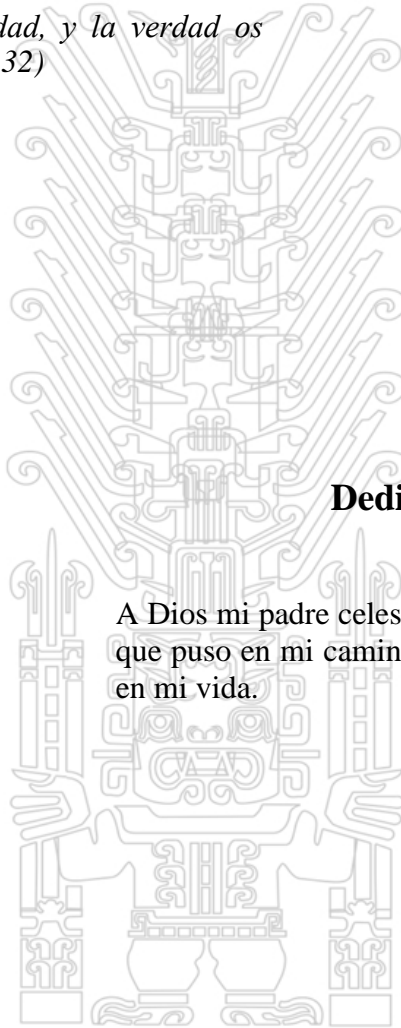 dad, y la verdad os
32)
Dedi
A Dios mi padre celes
que puso en mi camin
en mi vida.